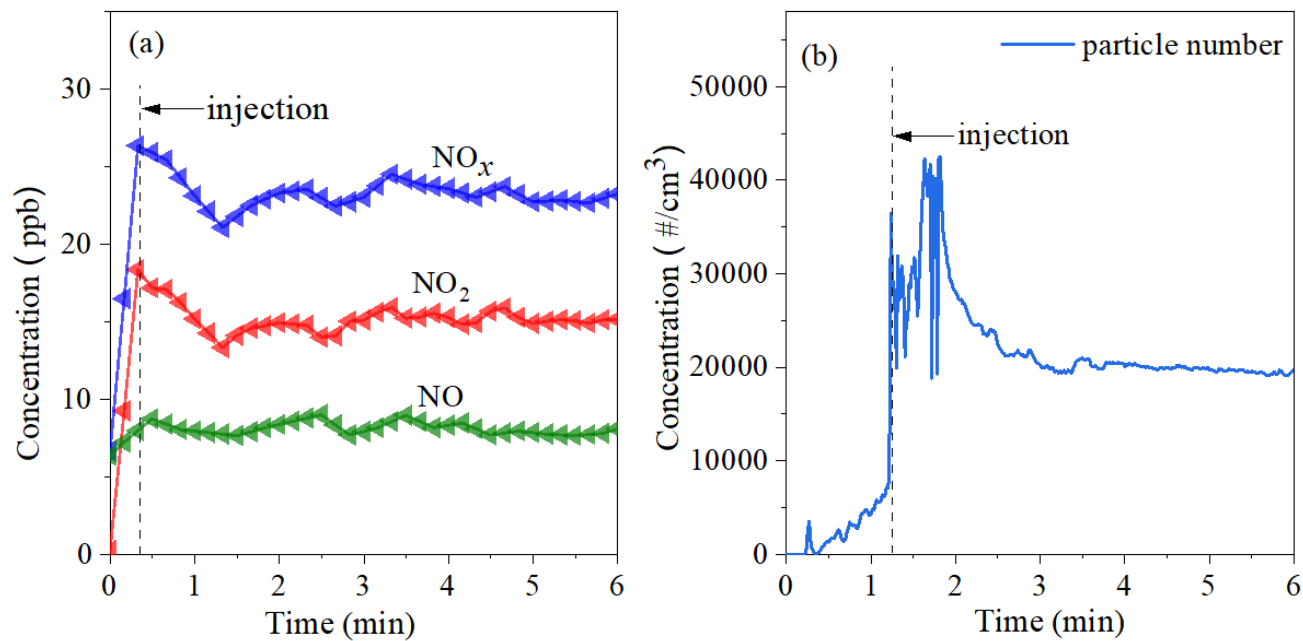 (a)
injection
NOx
NO2
NO
30
20
10
0
Concentration ( ppb)
0 1 2 3 4 5 6
Time (min)
(b)
particle number
injection
50000
40000
30000
20000
10000
0
Concentration ( #/cm³)
0 1 2 3 4 5 6
Time (min)